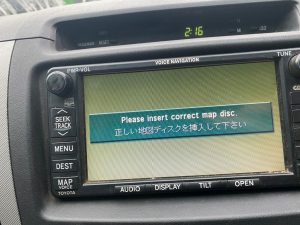 2:16
VOICE NAVIGATION
PWR·VOL
TUNE
SEEK
TRACK
MENU
DEST
MAP
VOICE
TOYOTA
Please insert correct map disc.
正しい地図ディスクを挿入して下さい
AUDIO DISPLAY TILT OPEN